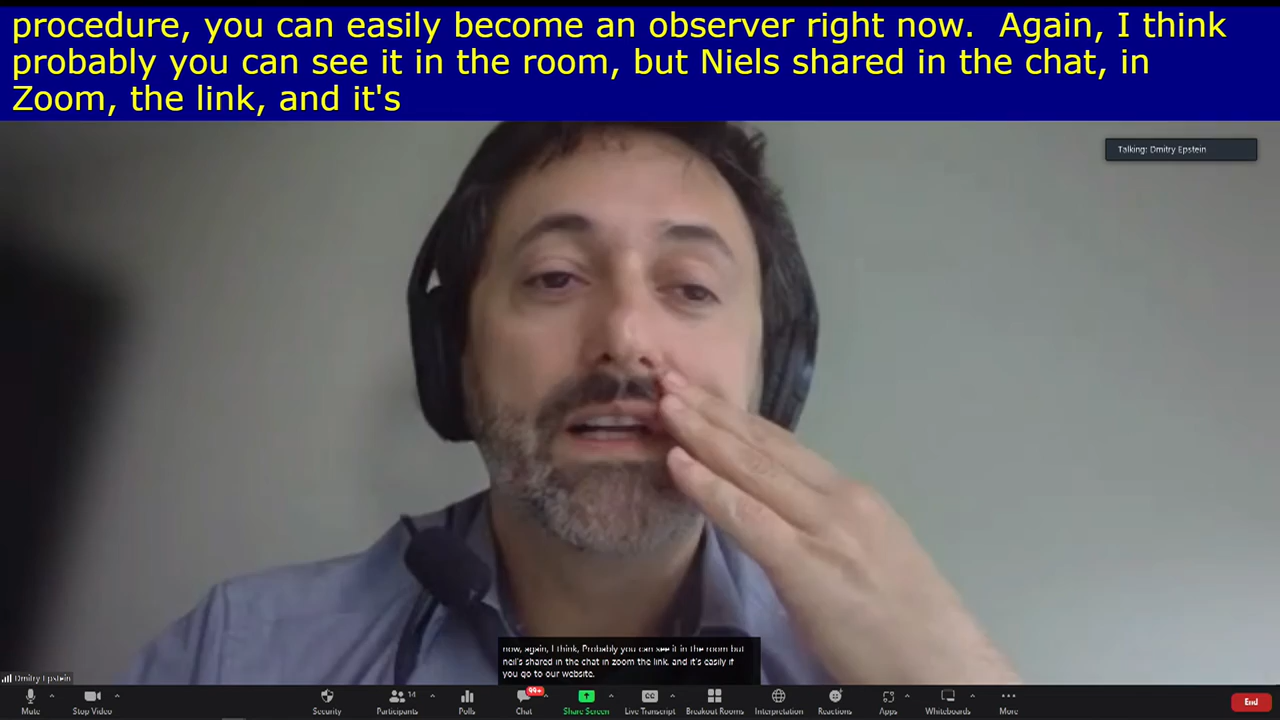 procedure, you can easily become an observer right now.  Again, I think
probably you can see it in the room, but Niels shared in the chat, in
Zoom, the link, and it's
Talking: Dmitry Epstein
now, again, I think, Probably you can see it in the room but
neil's shared in the chat in zoom the link. and it's easily if
you go to our website.
Dmitry Epstein
14
99+
CC
Mute
Stop Video
Security
Participants
Polls
Chat
Share Screen
Live Transcript
Breakout Rooms
Interpretation
Reactions
Apps
Whiteboards
More
End